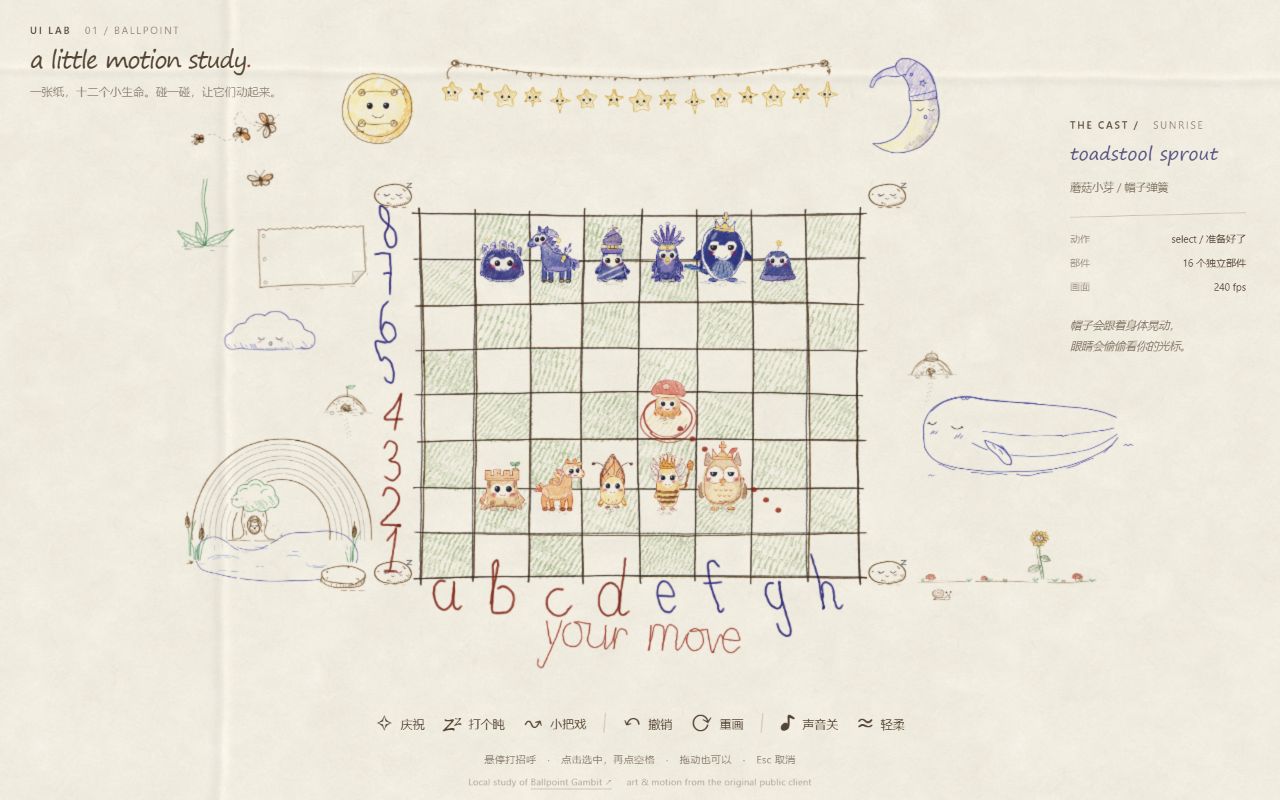 UI LAB 01 / BALLPOINT
a little motion study.
一张纸，十二个小生命。碰一碰，让它们动起来。
THE CAST / SUNRISE
toadstool sprout
蘑菇小芽 / 帽子弹簧
动作 select / 准备好了
部件 16 个独立部件
画面 240 fps
帽子会跟着身体晃动，
眼睛会偷偷看你的光标。
z
z
8
7
6
5
4
3
2
1
z
z
a b c d e f g h
your move
庆祝 打个盹 小把戏 撤销 重画 声音关 轻柔
悬停打招呼 · 点击选中，再点空格 · 拖动也可以 · Esc 取消
Local study of Ballpoint Gambit ↗ art & motion from the original public client